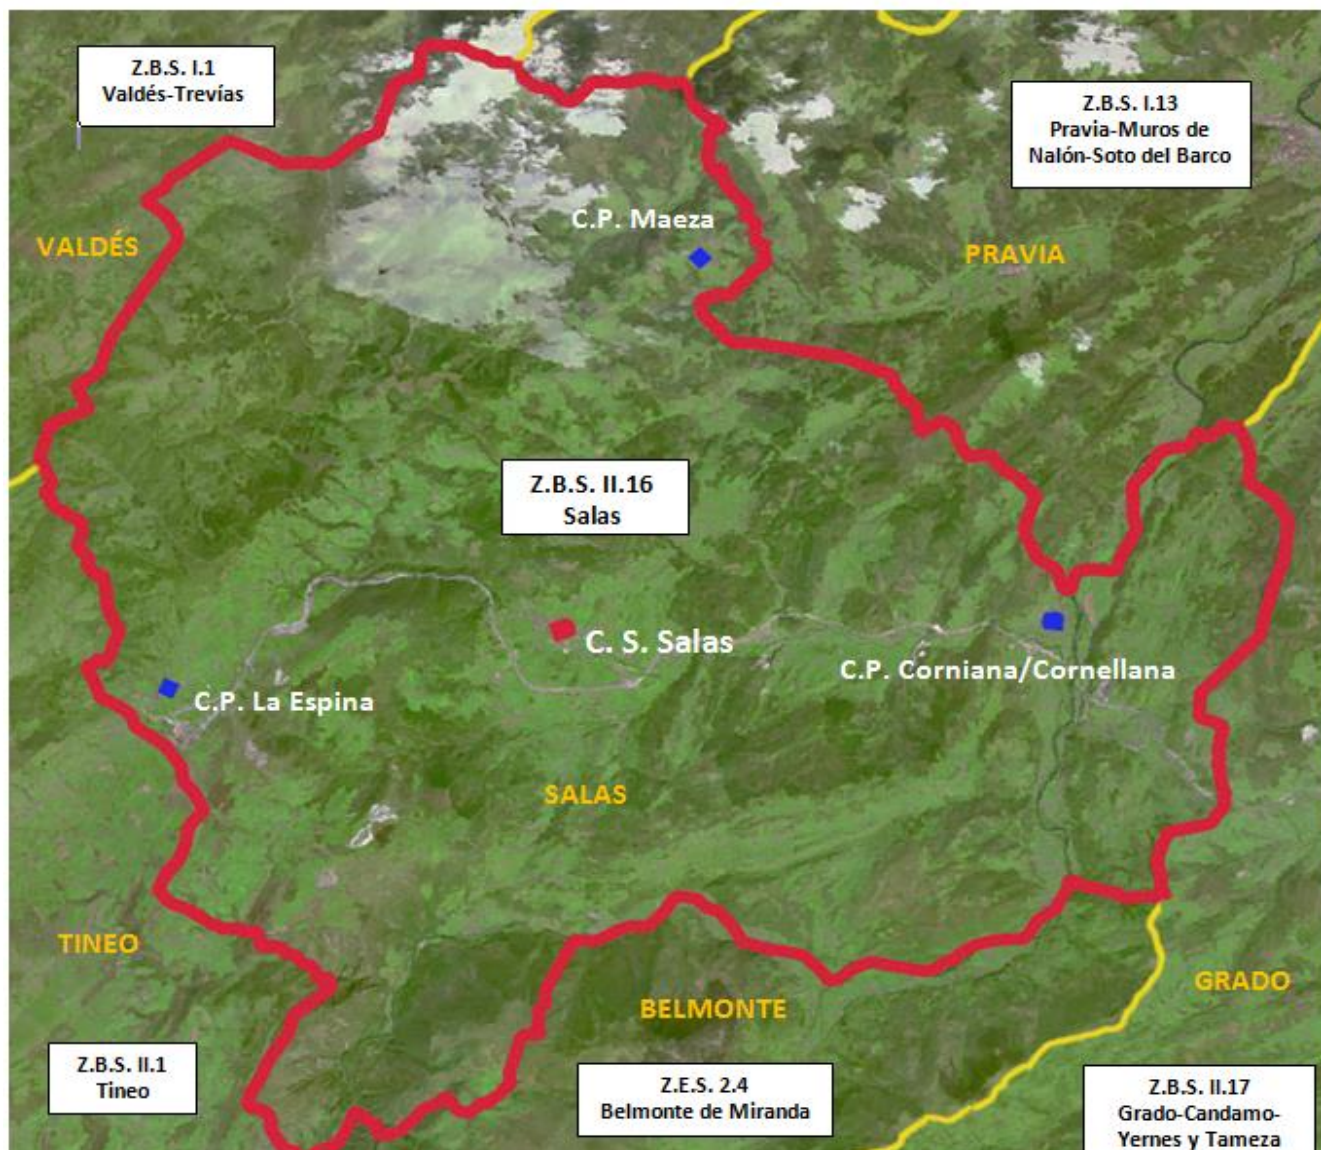 Z.B.S. I.1
Valdés-Trevías
Z.B.S. I.13
Pravia-Muros de
Nalón-Soto del Barco
C.P. Maeza
VALDÉS
PRAVIA
Z.B.S. II.16
Salas
C. S. Salas
C.P. Corniana/Cornellana
C.P. La Espina
SALAS
TINEO
GRADO
BELMONTE
Z.B.S. II.1
Tineo
Z.E.S. 2.4
Belmonte de Miranda
Z.B.S. II.17
Grado-Candamo-
Yernes y Tameza